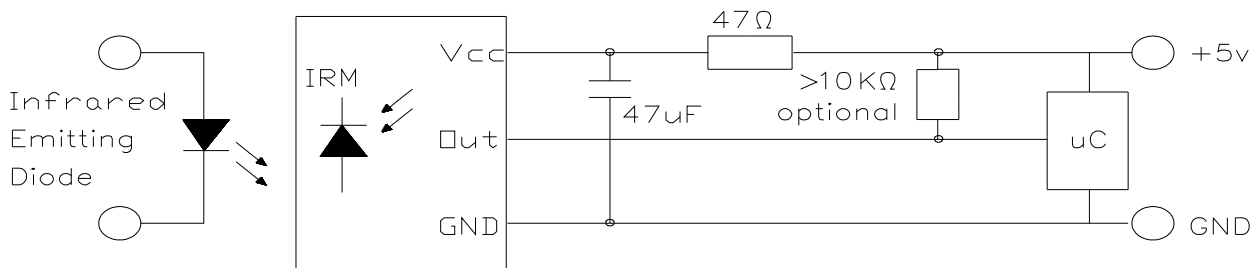 Infrared
Emitting
Diode
IRM
Vcc
Out
GND
47Ω
47uF
>10KΩ
optional
uC
+5v
GND